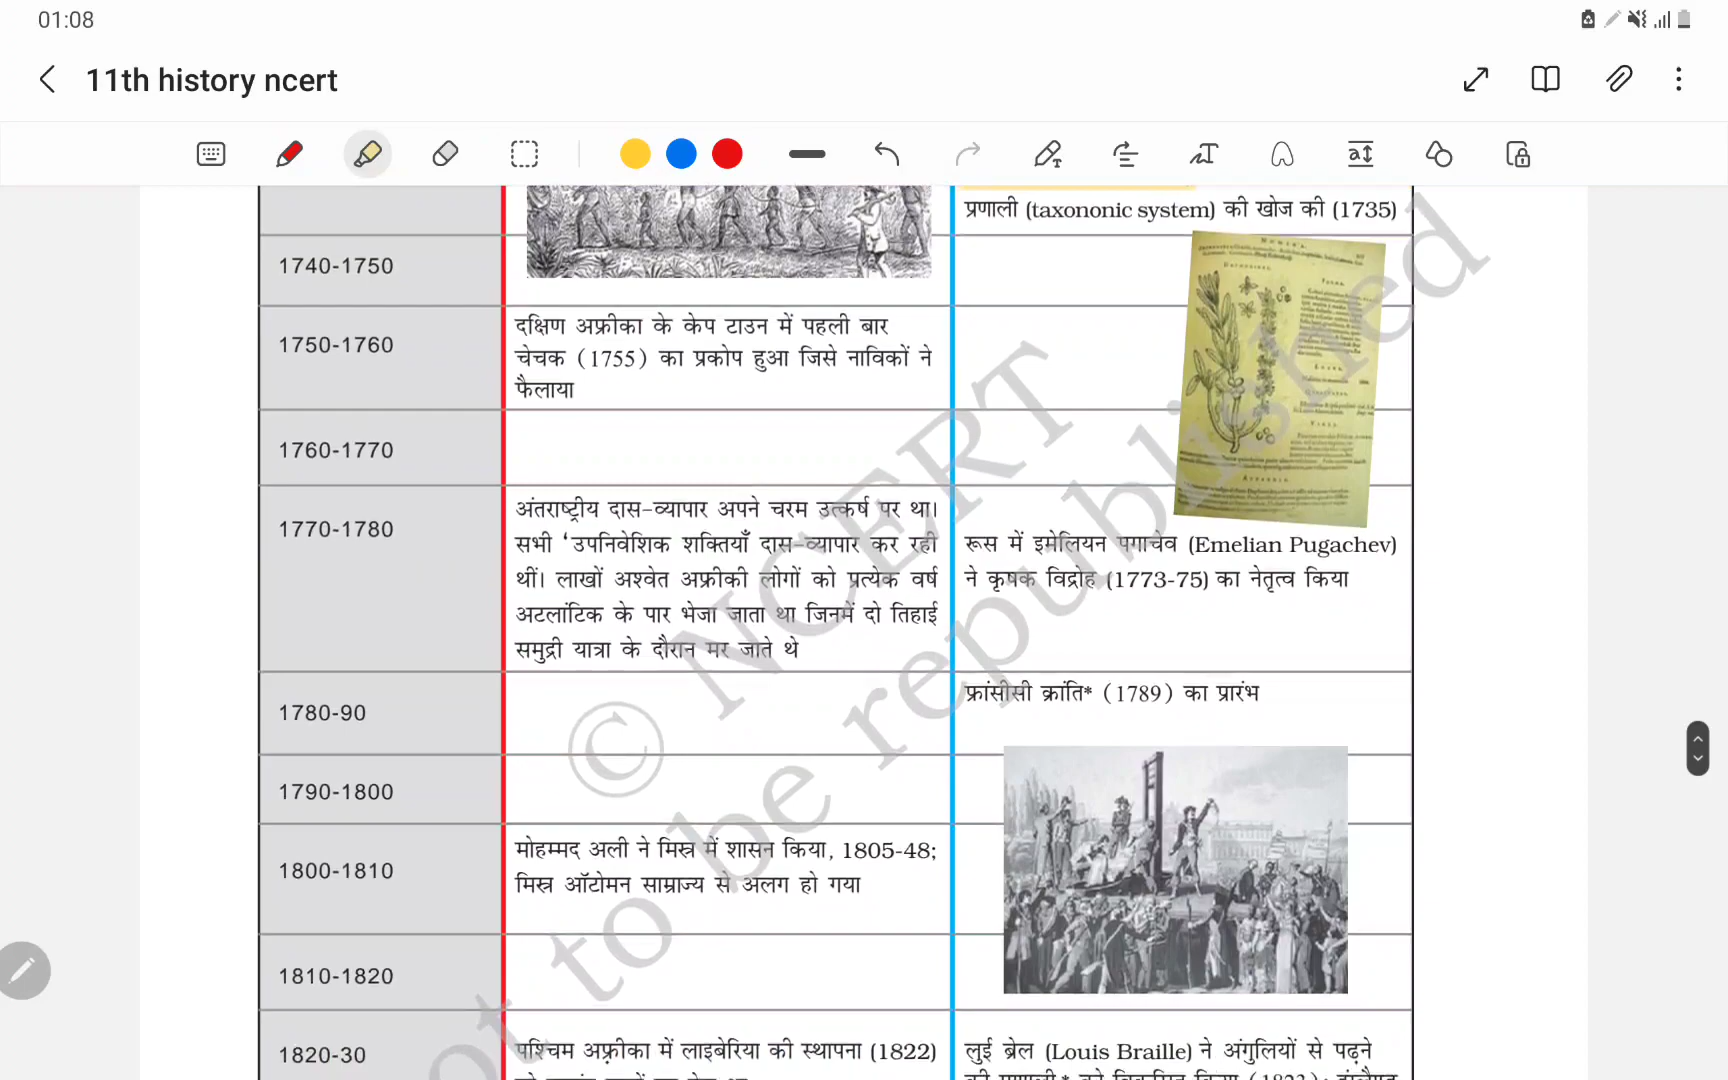 01:08
11th history ncert
प्रणाली (taxononic system) की खोज की (1735)
1740-1750
1750-1760
दक्षिण अफ्रीका के केप टाउन में पहली बार
चेचक (1755) का प्रकोप हुआ जिसे नाविकों ने
फैलाया
1760-1770
1770-1780
अंतराष्ट्रीय दास-व्यापार अपने चरम उत्कर्ष पर था।
सभी ‘उपनिवेशिक शक्तियाँ दास-व्यापार कर रही
थीं। लाखों अश्वेत अफ्रीकी लोगों को प्रत्येक वर्ष
अटलांटिक के पार भेजा जाता था जिनमें दो तिहाई
समुद्री यात्रा के दौरान मर जाते थे
रूस में इमेलियन पगाचेव (Emelian Pugachev)
ने कृषक विद्रोह (1773-75) का नेतृत्व किया
1780-90
फ्रांसीसी क्रांति* (1789) का प्रारंभ
1790-1800
1800-1810
मोहम्मद अली ने मिस्र में शासन किया, 1805-48;
मिस्र ऑटोमन साम्राज्य से अलग हो गया
1810-1820
1820-30
पश्चिम अफ्रीका में लाइबेरिया की स्थापना (1822)
लुई ब्रेल (Louis Braille) ने अंगुलियों से पढ़ने
© NCERT
not to be republished